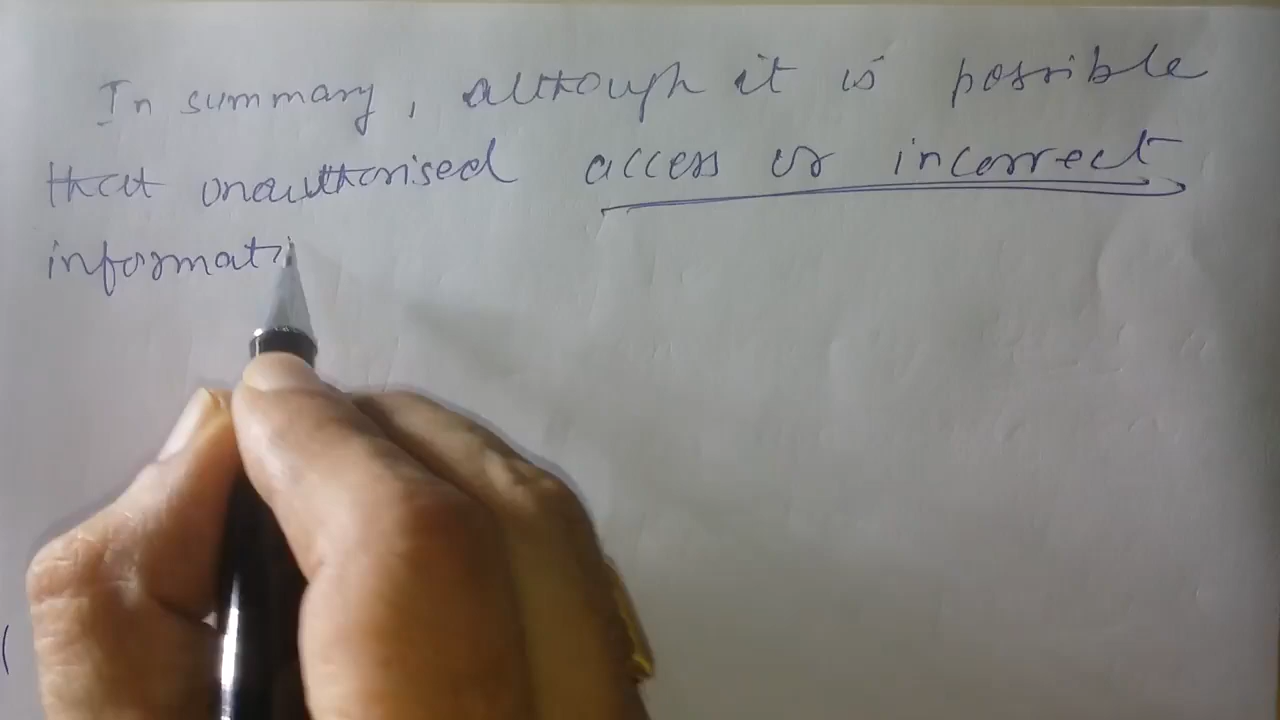 In summary, although it is possible
that unauthorised access or incorrect
informati